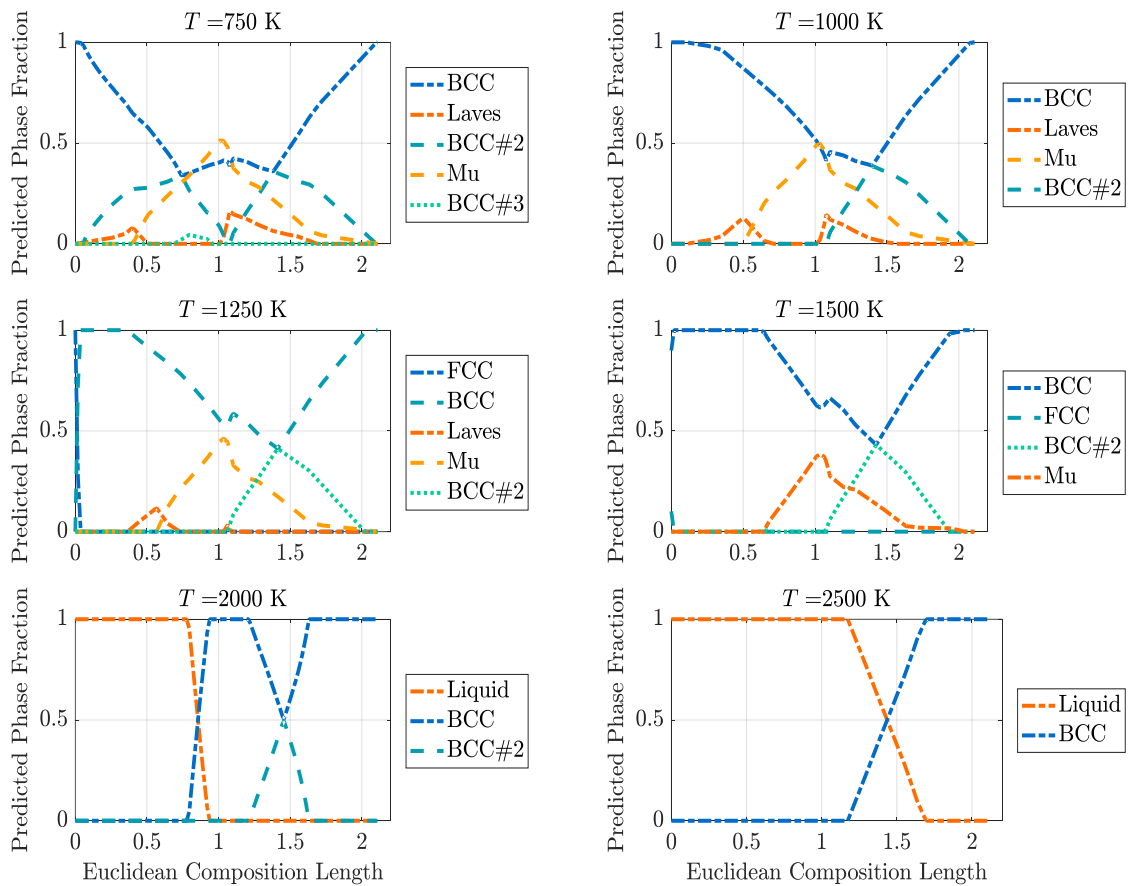 T =750 K
Predicted Phase Fraction
1
0.5
0
0 0.5 1 1.5 2
BCC
Laves
BCC#2
Mu
BCC#3
T =1000 K
Predicted Phase Fraction
1
0.5
0
0 0.5 1 1.5 2
BCC
Laves
Mu
BCC#2
T =1250 K
Predicted Phase Fraction
1
0.5
0
0 0.5 1 1.5 2
FCC
BCC
Laves
Mu
BCC#2
T =1500 K
Predicted Phase Fraction
1
0.5
0
0 0.5 1 1.5 2
BCC
FCC
BCC#2
Mu
T =2000 K
Predicted Phase Fraction
1
0.5
0
0 0.5 1 1.5 2
Euclidean Composition Length
Liquid
BCC
BCC#2
T =2500 K
Predicted Phase Fraction
1
0.5
0
0 0.5 1 1.5 2
Euclidean Composition Length
Liquid
BCC